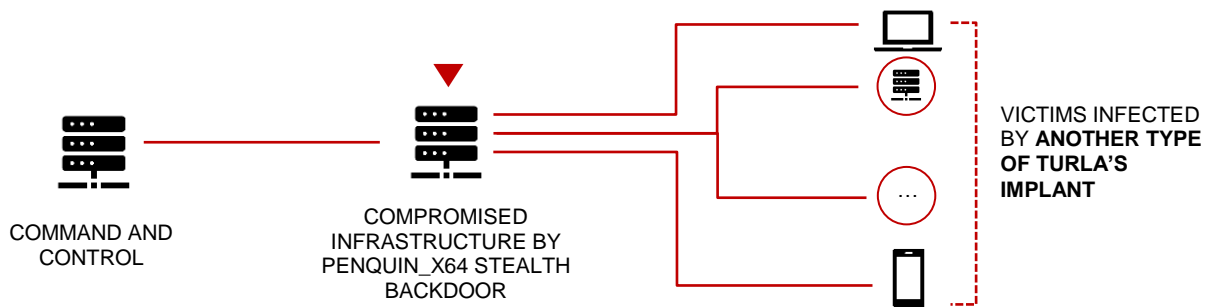 COMMAND AND
CONTROL
COMPROMISED
INFRASTRUCTURE BY
PENQUIN_X64 STEALTH
BACKDOOR
...
VICTIMS INFECTED
BY ANOTHER TYPE
OF TURLA'S
IMPLANT